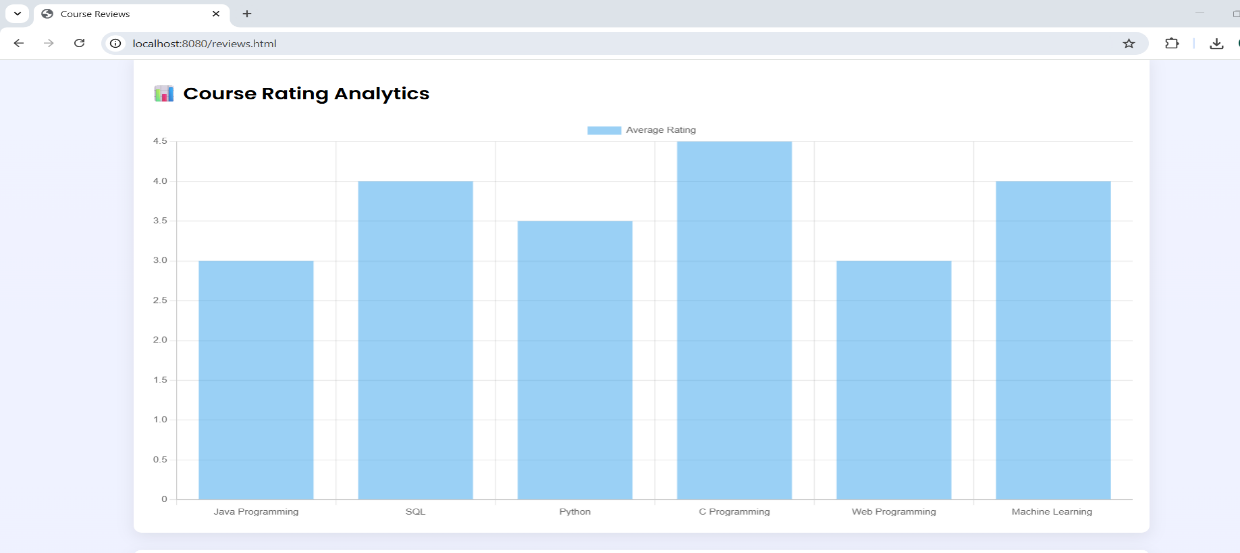 Course Reviews
localhost:8080/reviews.html
📊 Course Rating Analytics
Average Rating
4.5
4.0
3.5
3.0
2.5
2.0
1.5
1.0
0.5
0
Java Programming SQL Python C Programming Web Programming Machine Learning